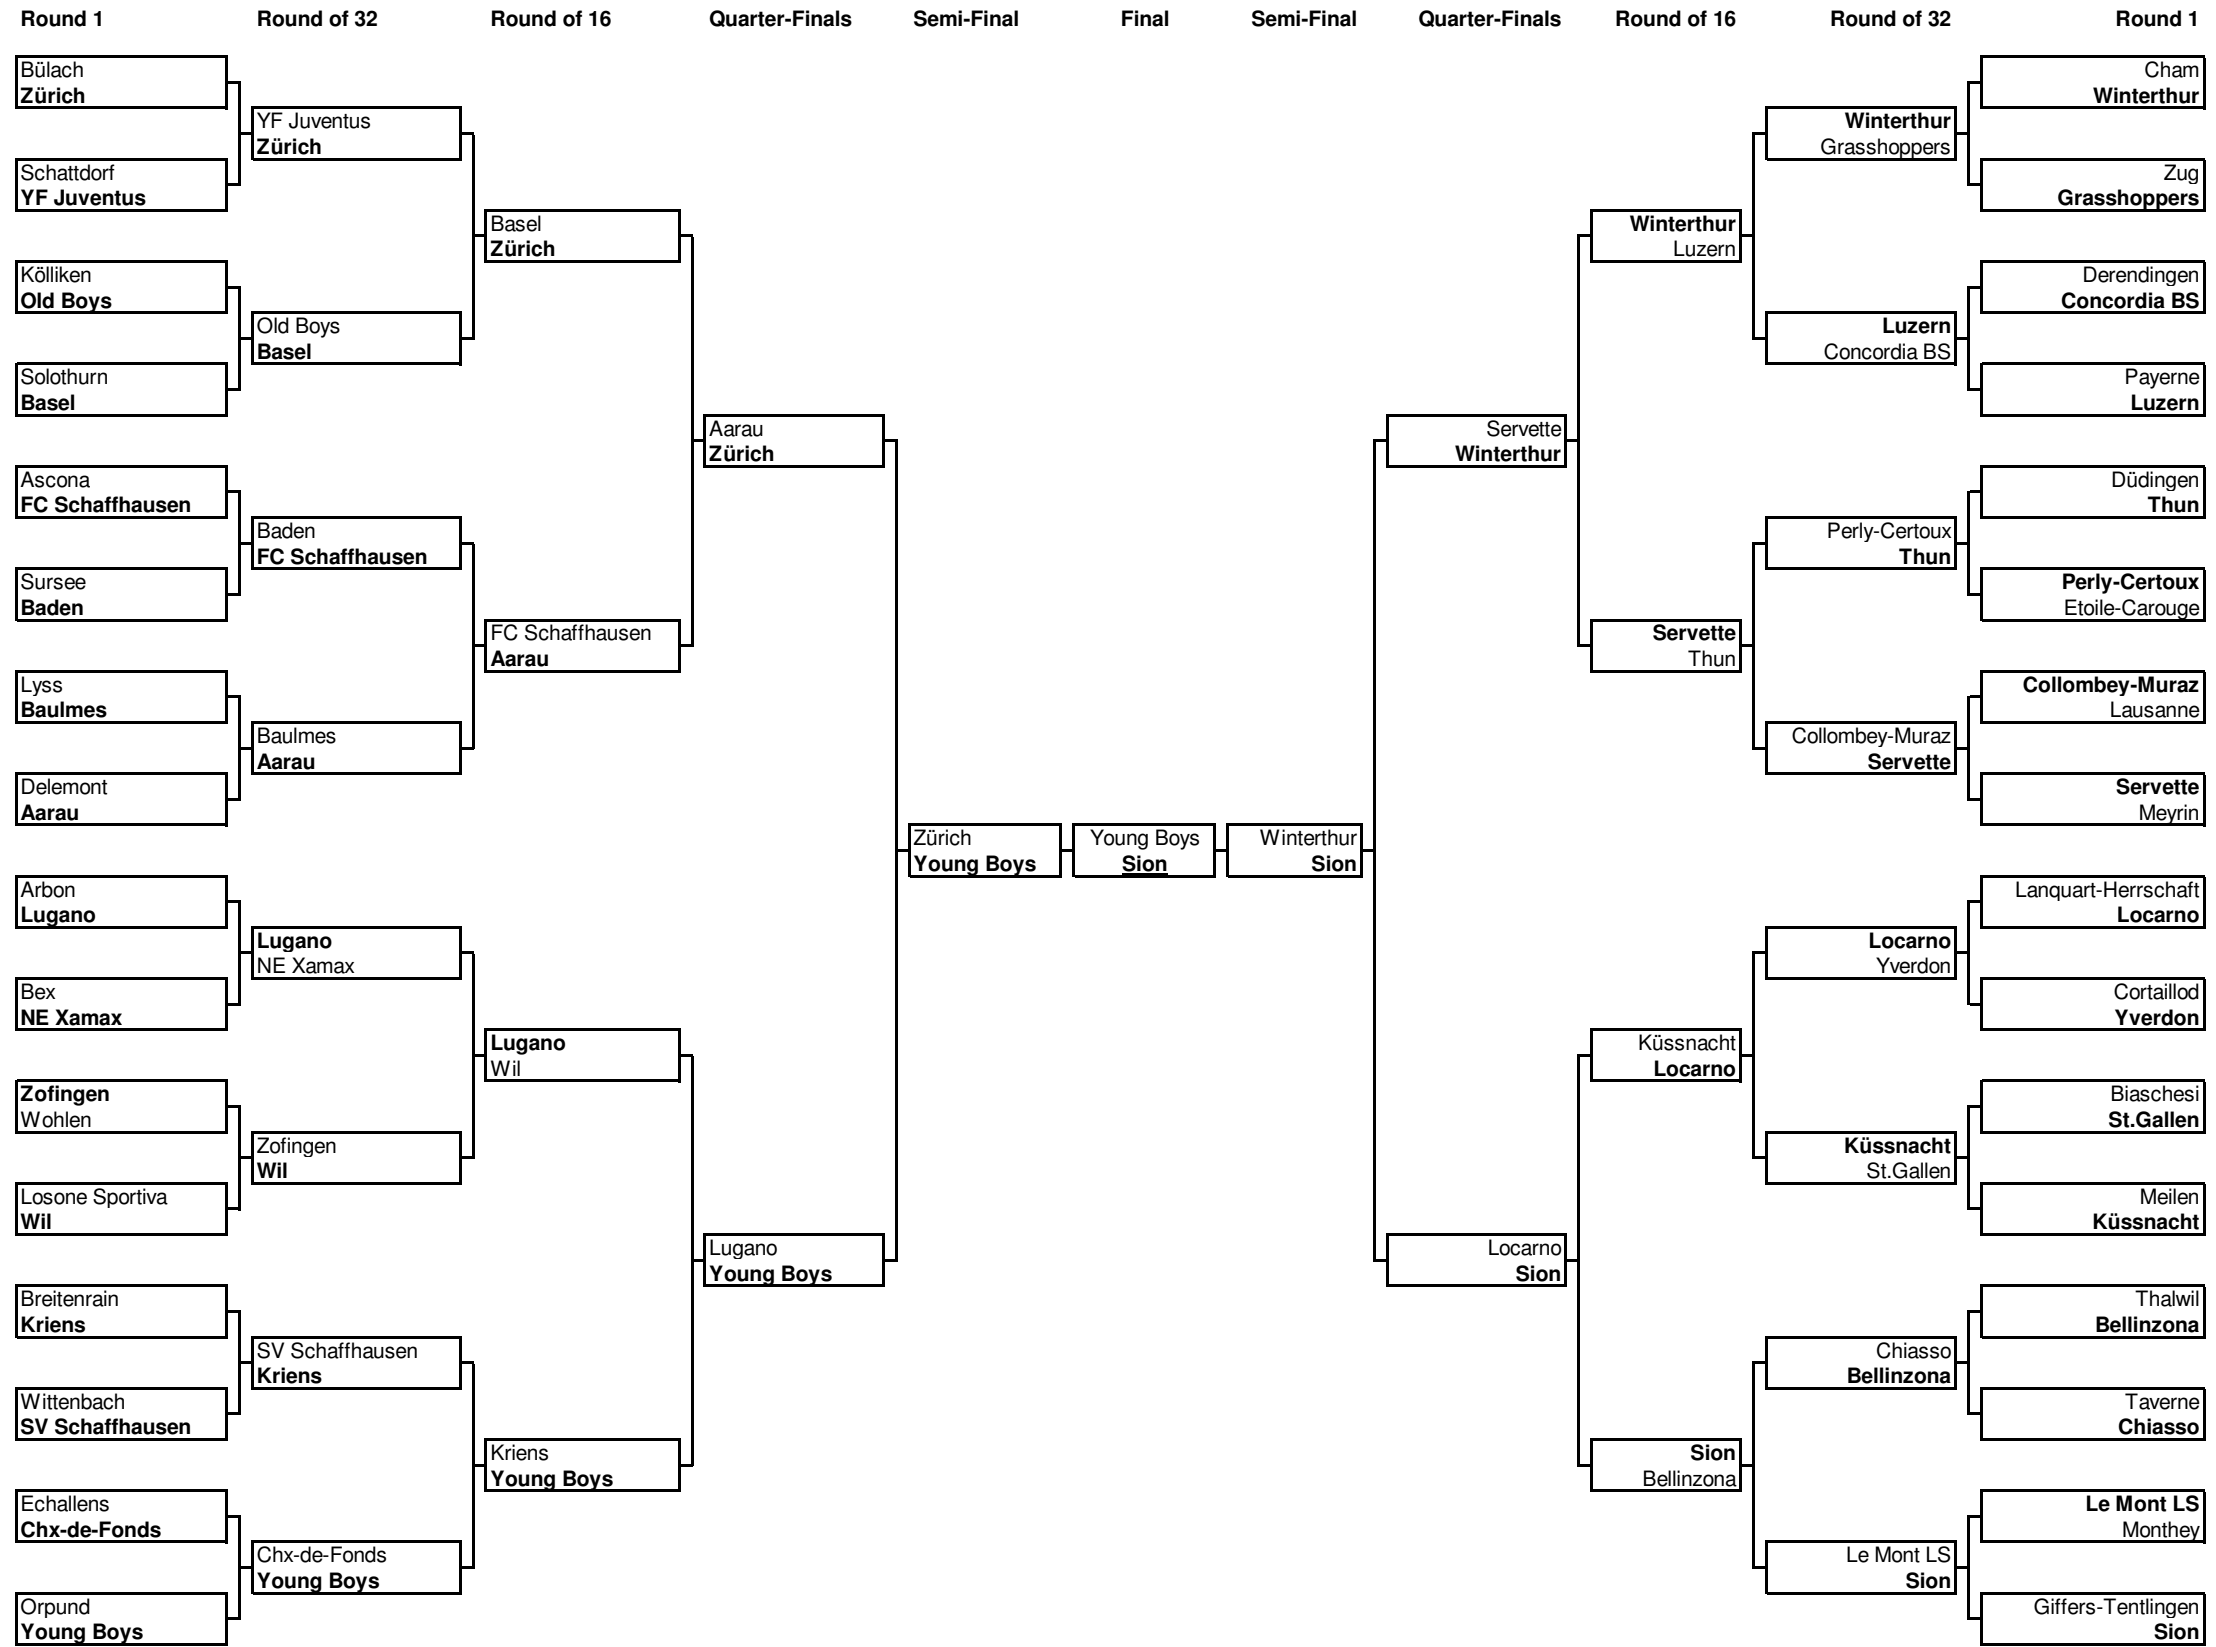 Round 1
Round of 32
Round of 16
Quarter-Finals
Semi-Final
Final
Semi-Final
Quarter-Finals
Round of 16
Round of 32
Round 1
Bülach
Zürich
Schattdorf
YF Juventus
Kölliken
Old Boys
Solothurn
Basel
Ascona
FC Schaffhausen
Sursee
Baden
Lyss
Baulmes
Delemont
Aarau
Arbon
Lugano
Bex
NE Xamax
Zofingen
Wohlen
Losone Sportiva
Wil
Breitenrain
Kriens
Wittenbach
SV Schaffhausen
Echallens
Chx-de-Fonds
Orpund
Young Boys
YF Juventus
Zürich
Old Boys
Basel
Baden
FC Schaffhausen
Baulmes
Aarau
Lugano
NE Xamax
Zofingen
Wil
SV Schaffhausen
Kriens
Chx-de-Fonds
Young Boys
Basel
Zürich
FC Schaffhausen
Aarau
Lugano
Wil
Kriens
Young Boys
Aarau
Zürich
Lugano
Young Boys
Zürich
Young Boys
Young Boys
Sion
Winterthur
Sion
Servette
Winterthur
Locarno
Sion
Winterthur
Luzern
Servette
Thun
Küssnacht
Locarno
Sion
Bellinzona
Winterthur
Grasshoppers
Luzern
Concordia BS
Perly-Certoux
Thun
Collombey-Muraz
Servette
Locarno
Yverdon
Küssnacht
St.Gallen
Chiasso
Bellinzona
Le Mont LS
Sion
Cham
Winterthur
Zug
Grasshoppers
Derendingen
Concordia BS
Payerne
Luzern
Düdingen
Thun
Perly-Certoux
Etoile-Carouge
Collombey-Muraz
Lausanne
Servette
Meyrin
Lanquart-Herrschaft
Locarno
Cortaillod
Yverdon
Biaschesi
St.Gallen
Meilen
Küssnacht
Thalwil
Bellinzona
Taverne
Chiasso
Le Mont LS
Monthey
Giffers-Tentlingen
Sion